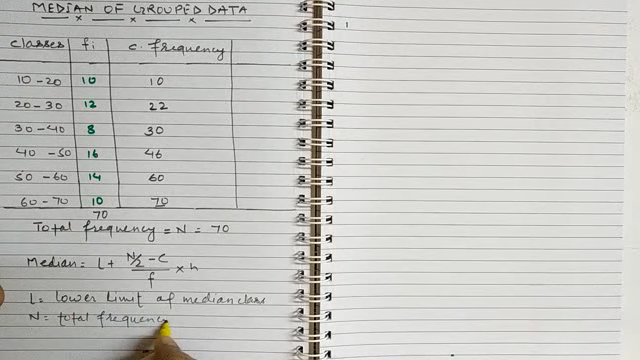 MEDIAN OF GROUPED DATA
classes fi c. frequency
10-20 10 10
20-30 12 22
30-40 8 30
40-50 16 46
50-60 14 60
60-70 10 70
70
Total frequency = N = 70
Median = l + N/2 - C / f × h
l = lower limit of median class
N = total frequenc